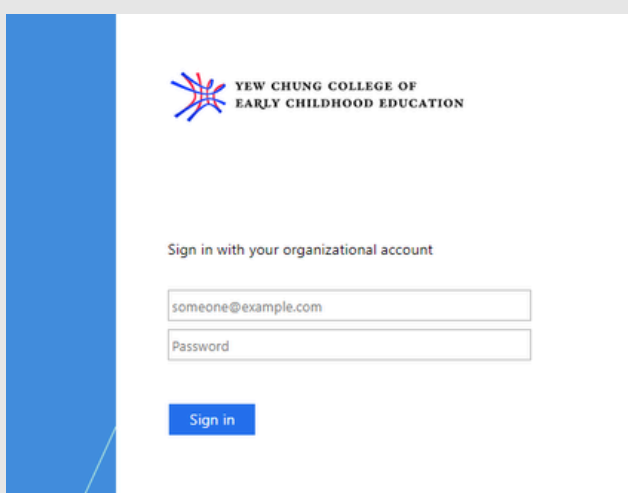 YEW CHUNG COLLEGE OF
EARLY CHILDHOOD EDUCATION
Sign in with your organizational account
someone@example.com
Password
Sign in